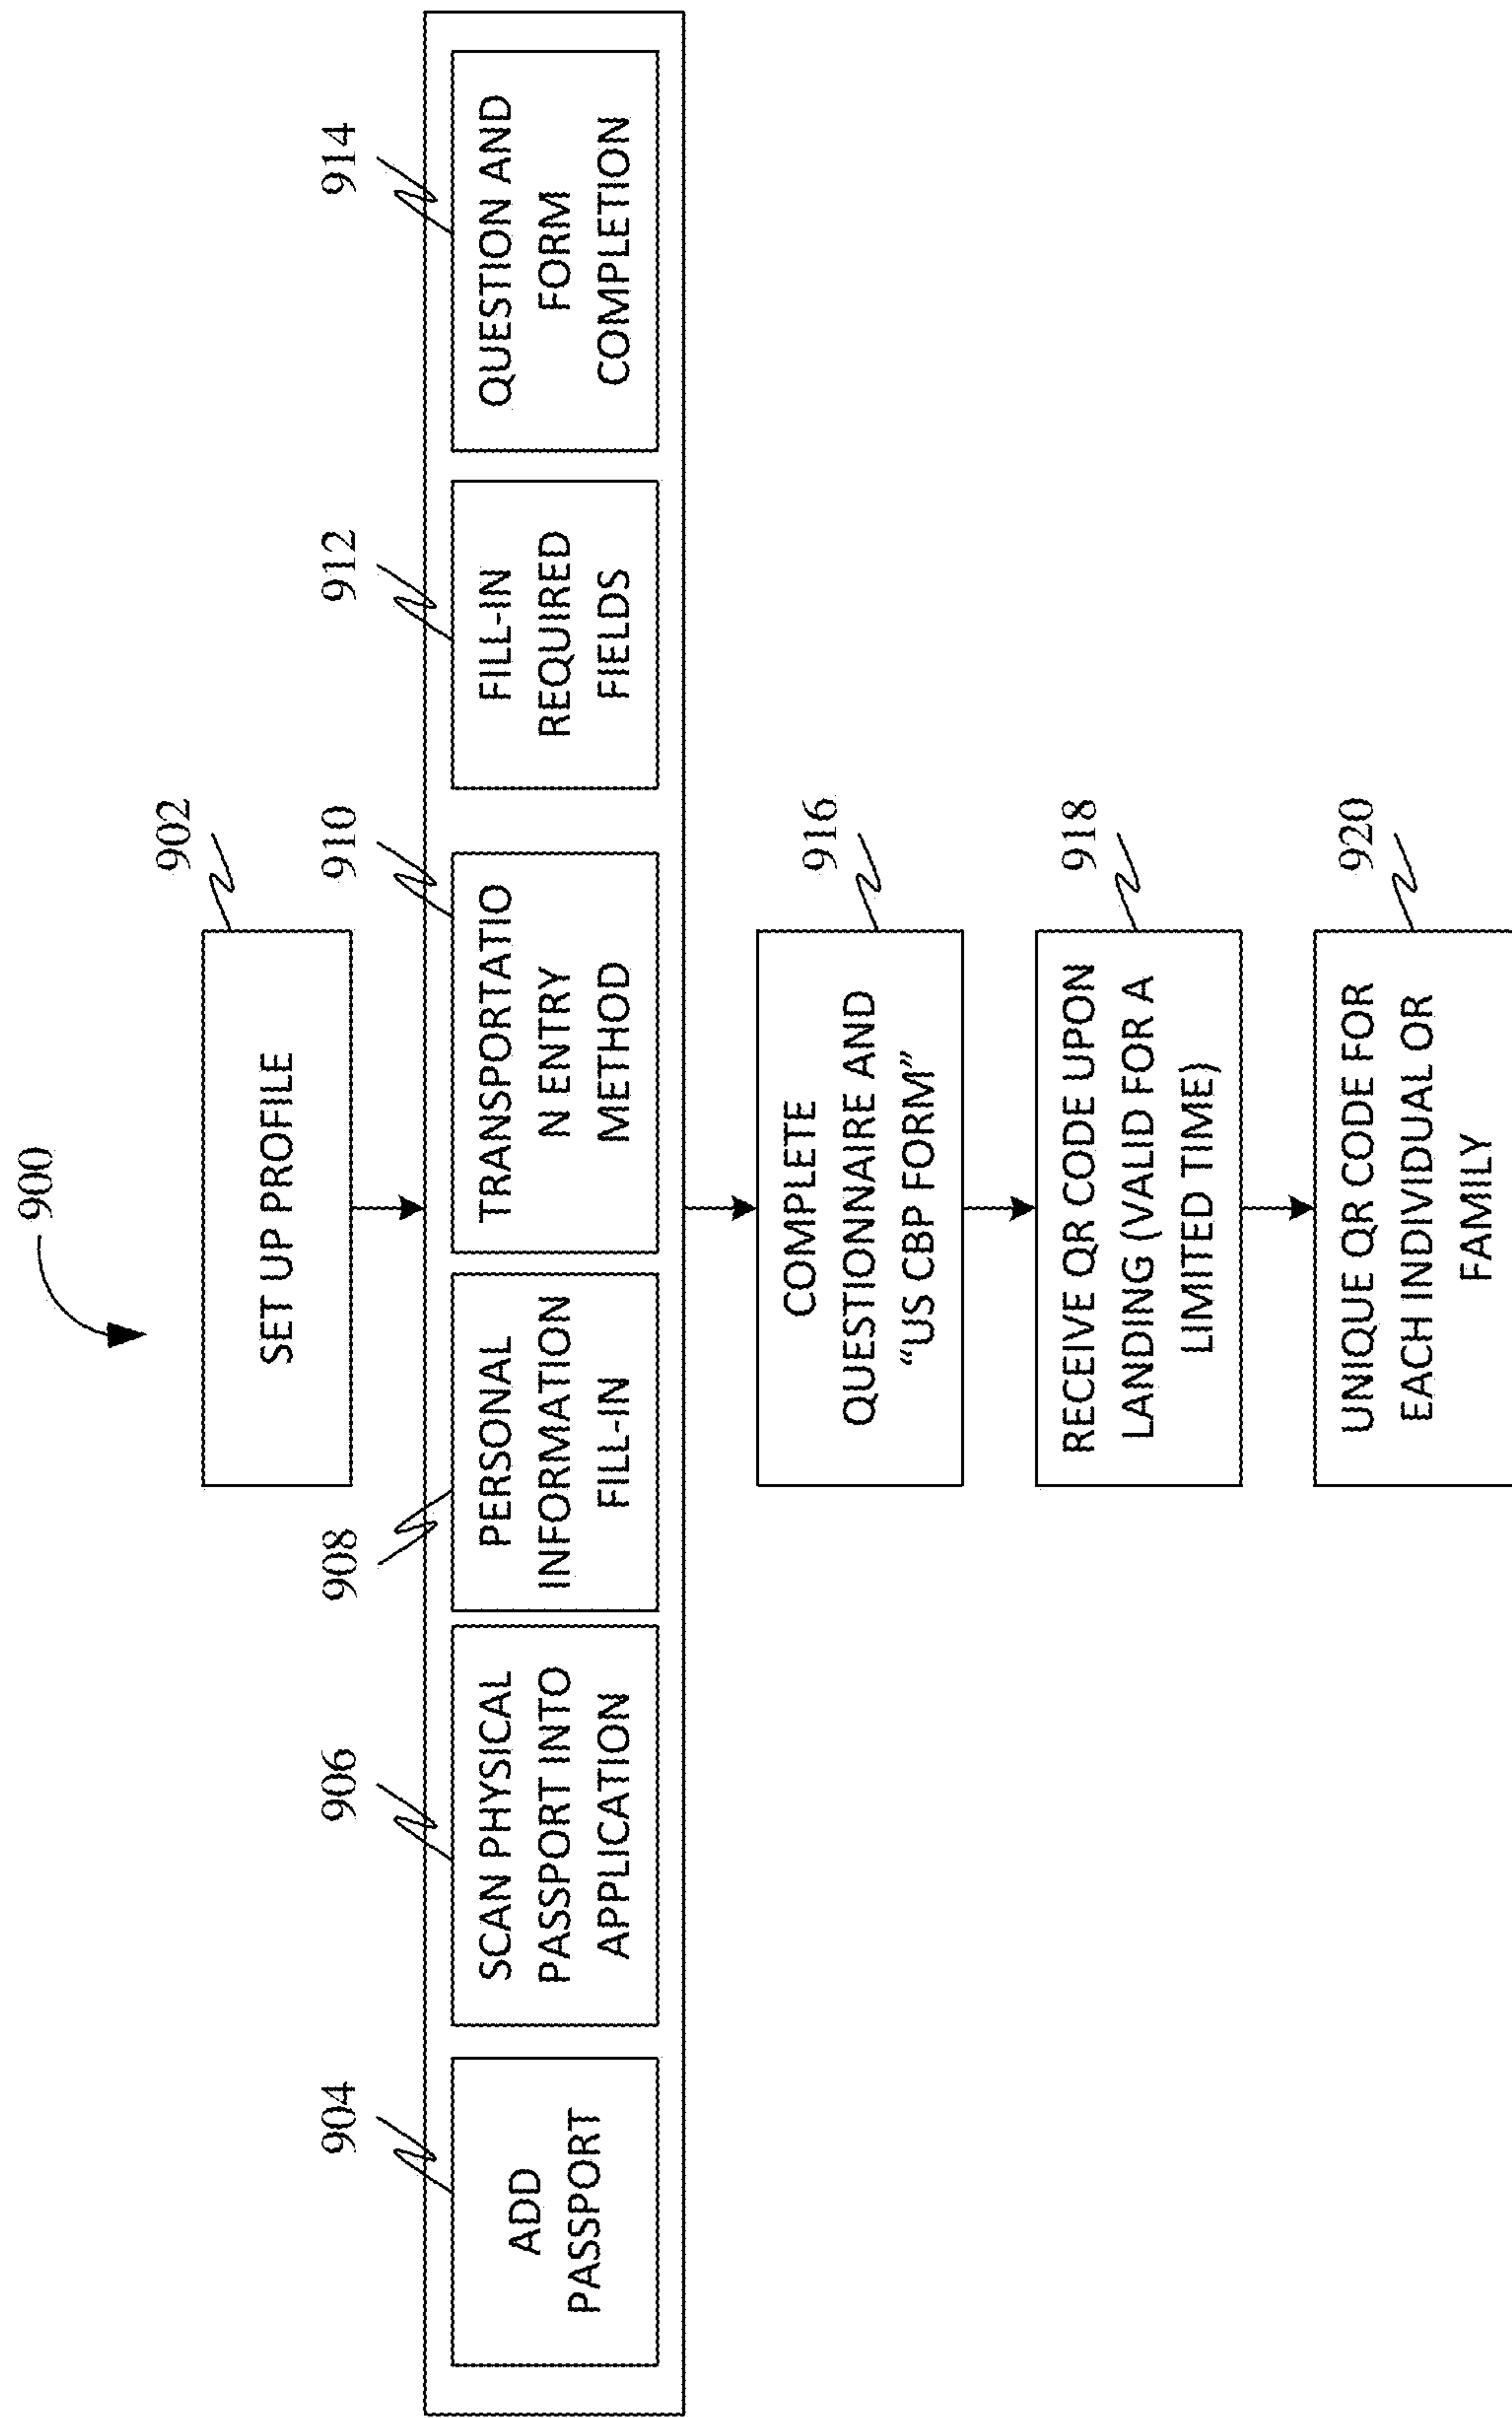 900
902
SET UP PROFILE
904
ADD
PASSPORT
906
SCAN PHYSICAL
PASSPORT INTO
APPLICATION
908
PERSONAL
INFORMATION
FILL-IN
910
TRANSPORTATIO
N ENTRY
METHOD
912
FILL-IN
REQUIRED
FIELDS
914
QUESTION AND
FORM
COMPLETION
916
COMPLETE
QUESTIONNAIRE AND
“US CBP FORM”
918
RECEIVE QR CODE UPON
LANDING (VALID FOR A
LIMITED TIME)
920
UNIQUE QR CODE FOR
EACH INDIVIDUAL OR
FAMILY